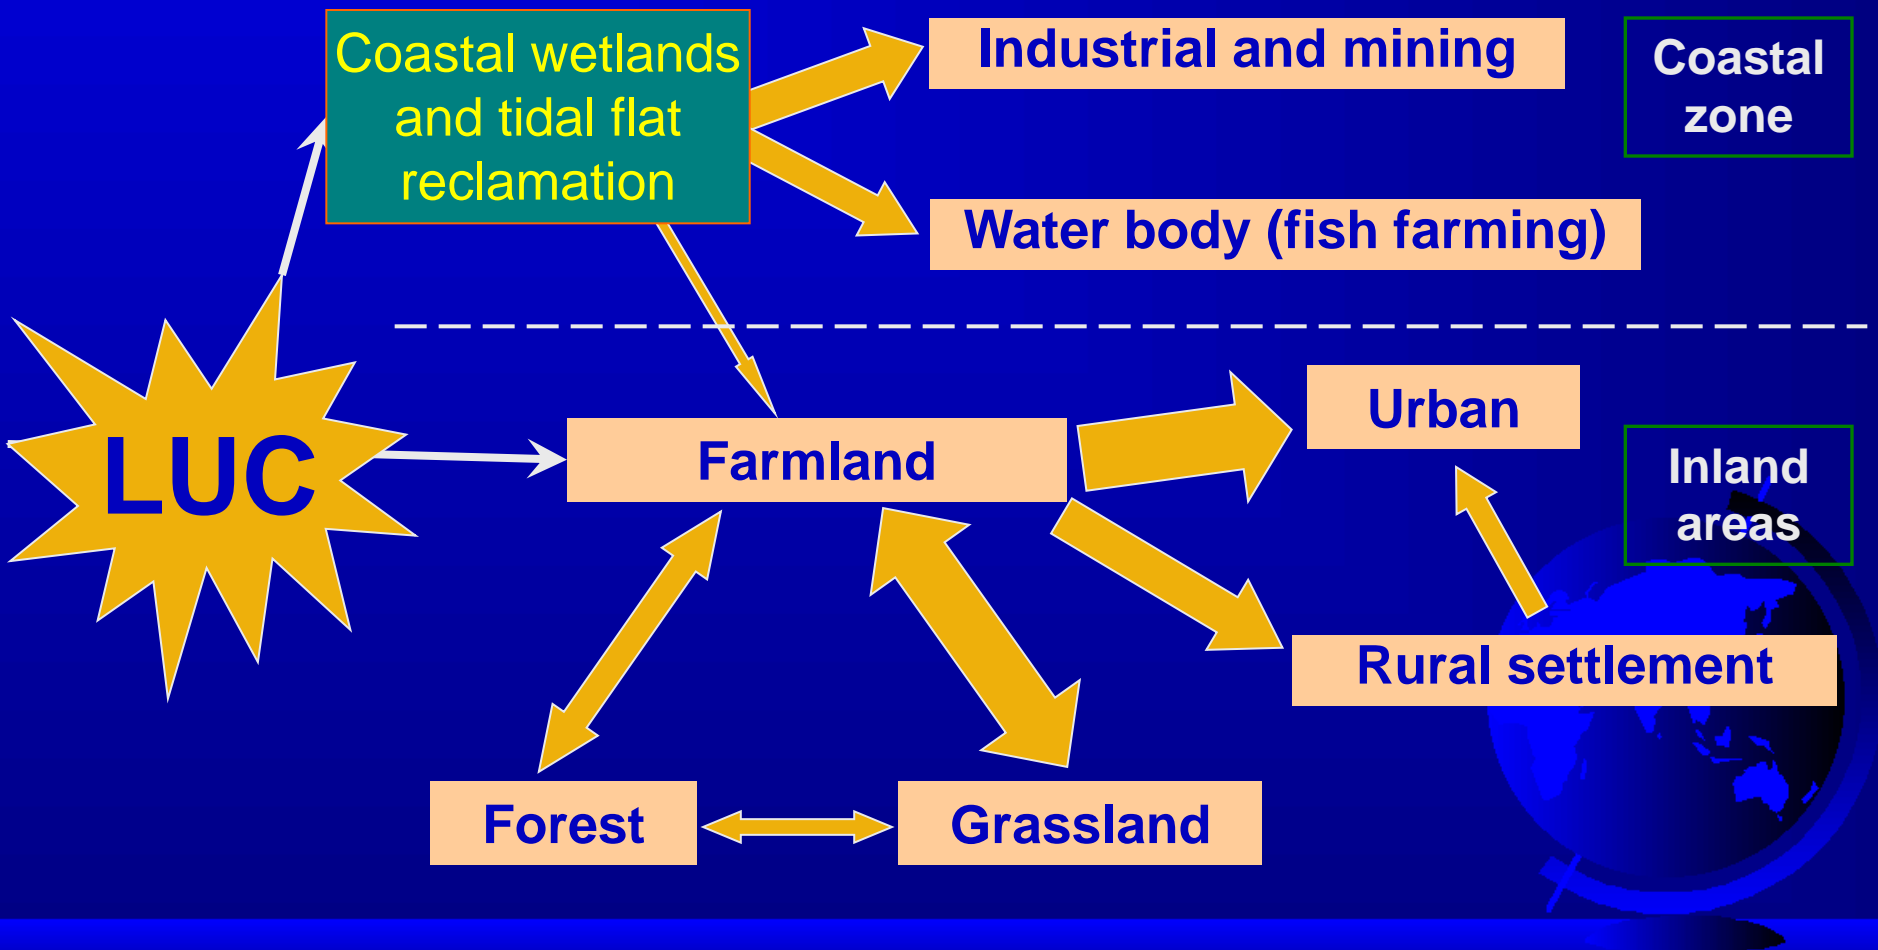 Coastal wetlands
and tidal flat
reclamation
Industrial and mining
Water body (fish farming)
Coastal
zone
LUC
Farmland
Urban
Inland
areas
Rural settlement
Forest
Grassland